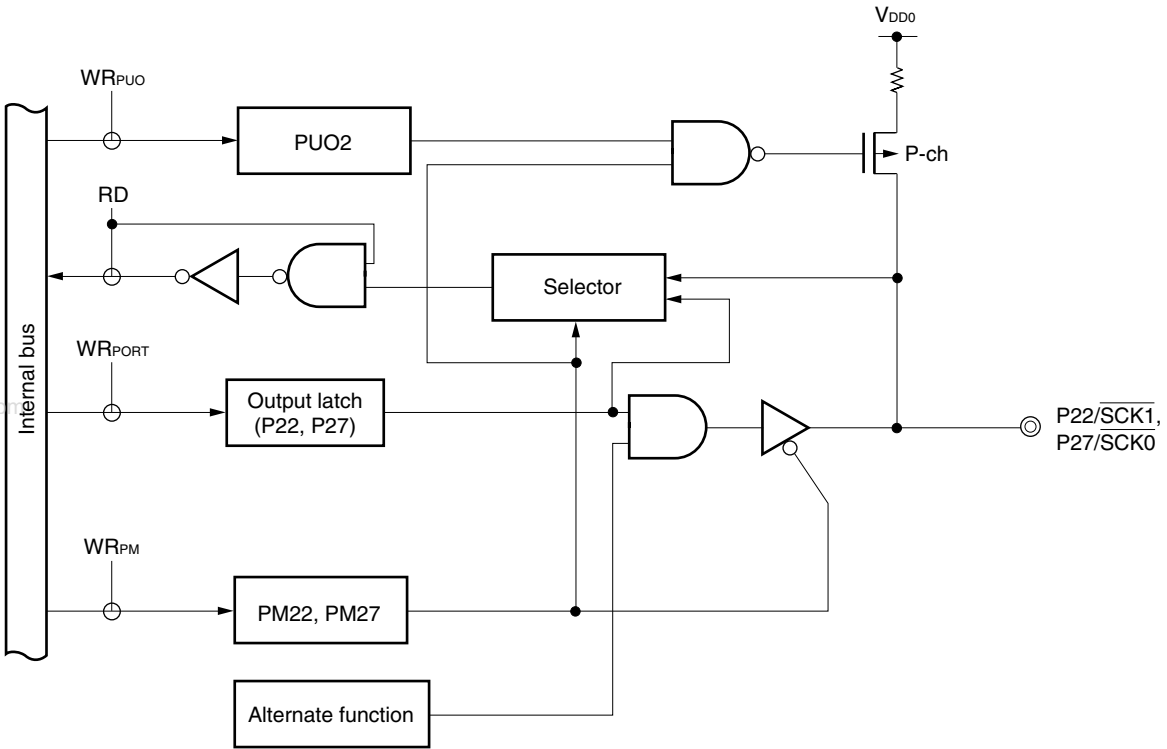 VDD0
WRPUO
PUO2
P-ch
RD
Selector
Internal bus
WRPORT
Output latch
(P22, P27)
P22/SCK1,
P27/SCK0
WRPM
PM22, PM27
Alternate function